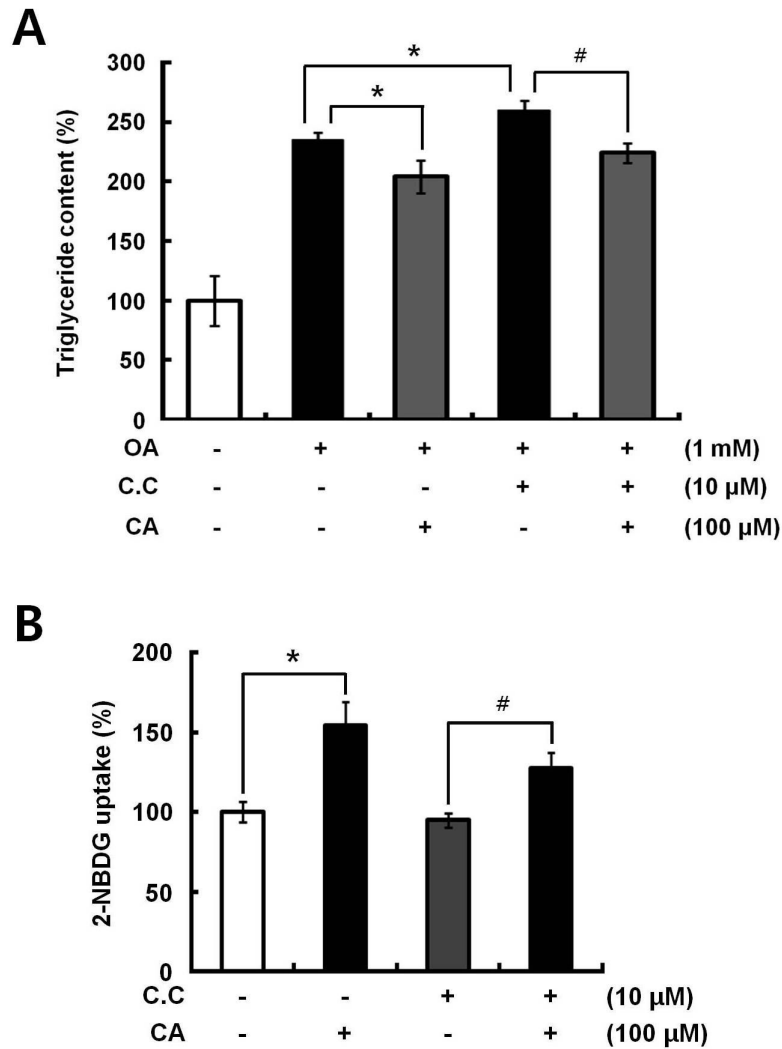 A
Triglyceride content (%)
300
250
200
150
100
50
0
* * #
OA - + + + + (1 mM)
C.C - - - + + (10 µM)
CA - - + - + (100 µM)
B
2-NBDG uptake (%)
200
150
100
50
0
* #
C.C - - + + (10 µM)
CA - + - + (100 µM)